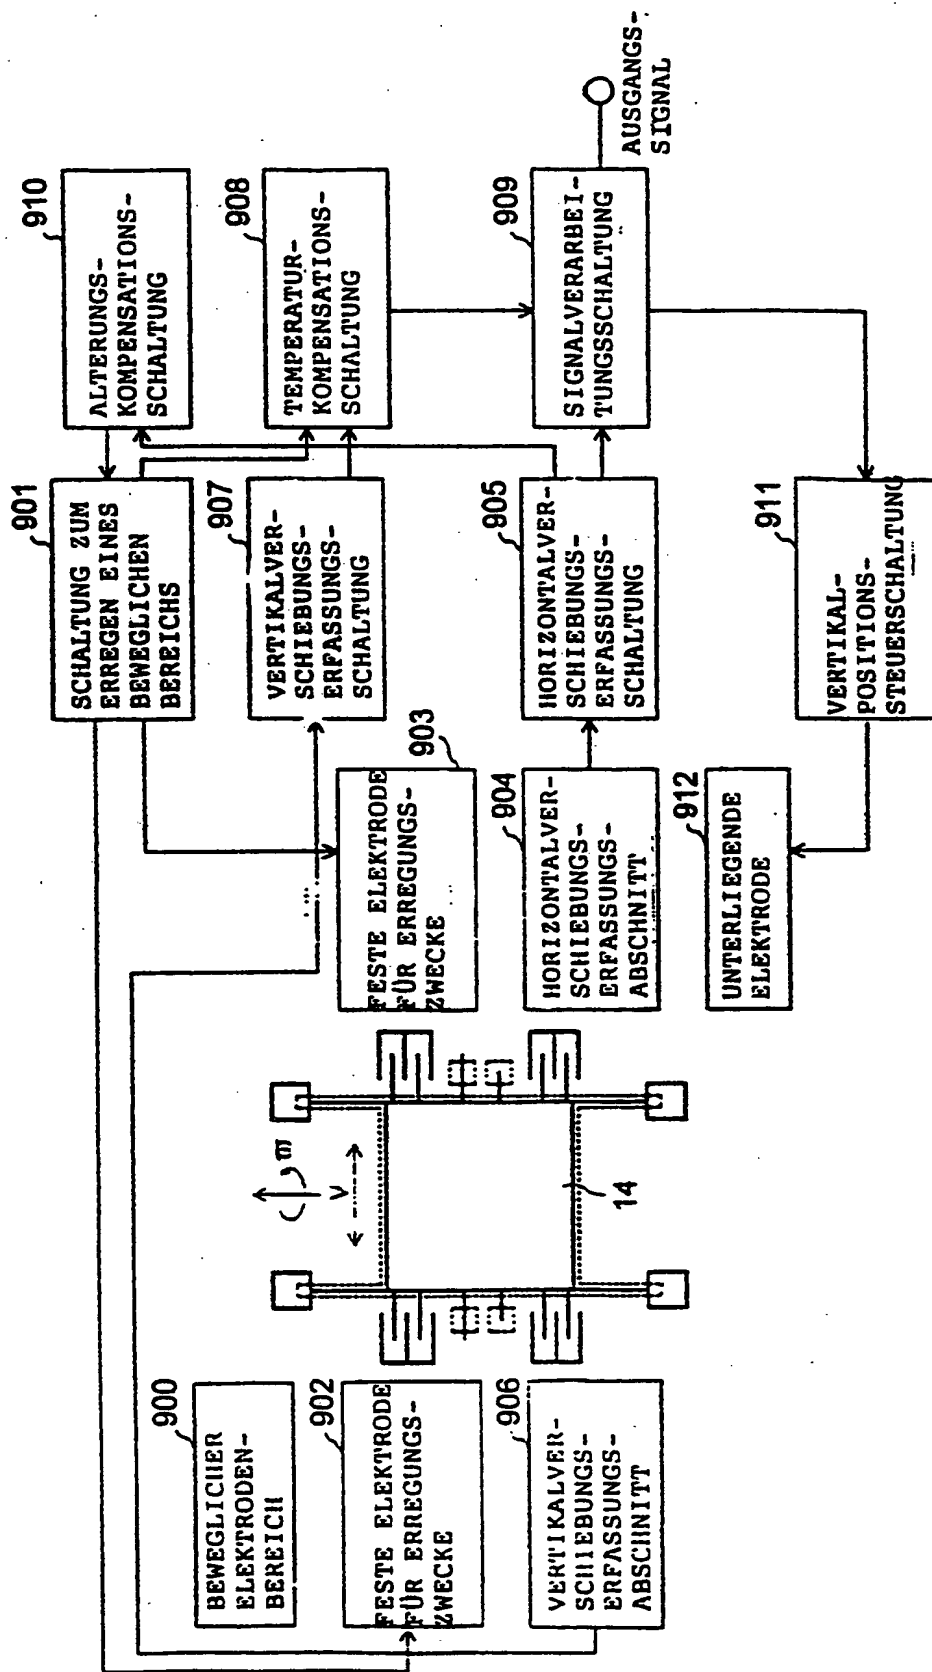 910
ALTERUNGS-
KOMPENSATIONS-
SCHALTUNG
908
TEMPERATUR-
KOMPENSATIONS-
SCHALTUNG
909
SIGNALVERARBEI-
TUNGSSCHALTUNG
AUSGANGS-
SIGNAL
901
SCHALTUNG ZUM
ERREGEN EINES
BEWEGLICHEN
BEREICHS
907
VERTIKALVER-
SCHIEBUNGS-
ERFASSUNGS-
SCHALTUNG
905
HORIZONTALVER-
SCHIEBUNGS-
ERFASSUNGS-
SCHALTUNG
911
VERTIKAL-
POSITIONS-
STEUERSCHALTUNG
903
FESTE ELEKTRODE
FÜR ERREGUNGS-
ZWECKE
904
HORIZONTALVER-
SCHIEBUNGS-
ERFASSUNGS-
ABSCHNITT
912
UNTERLIEGENDE
ELEKTRODE
V
14
900
BEWEGLICHER
ELEKTRODEN-
BEREICH
902
FESTE ELEKTRODE
FÜR ERREGUNGS-
ZWECKE
906
VERTIKALVER-
SCHIEBUNGS-
ERFASSUNGS-
ABSCHNITT